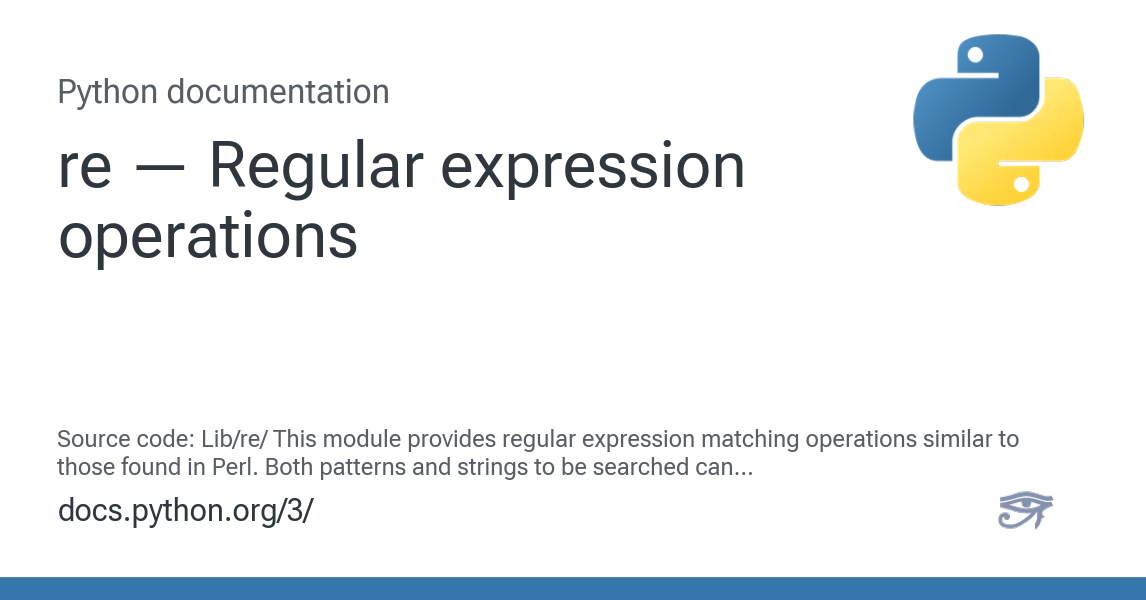 Python documentation
re — Regular expression
operations
Source code: Lib/re/ This module provides regular expression matching operations similar to
those found in Perl. Both patterns and strings to be searched can...
docs.python.org/3/